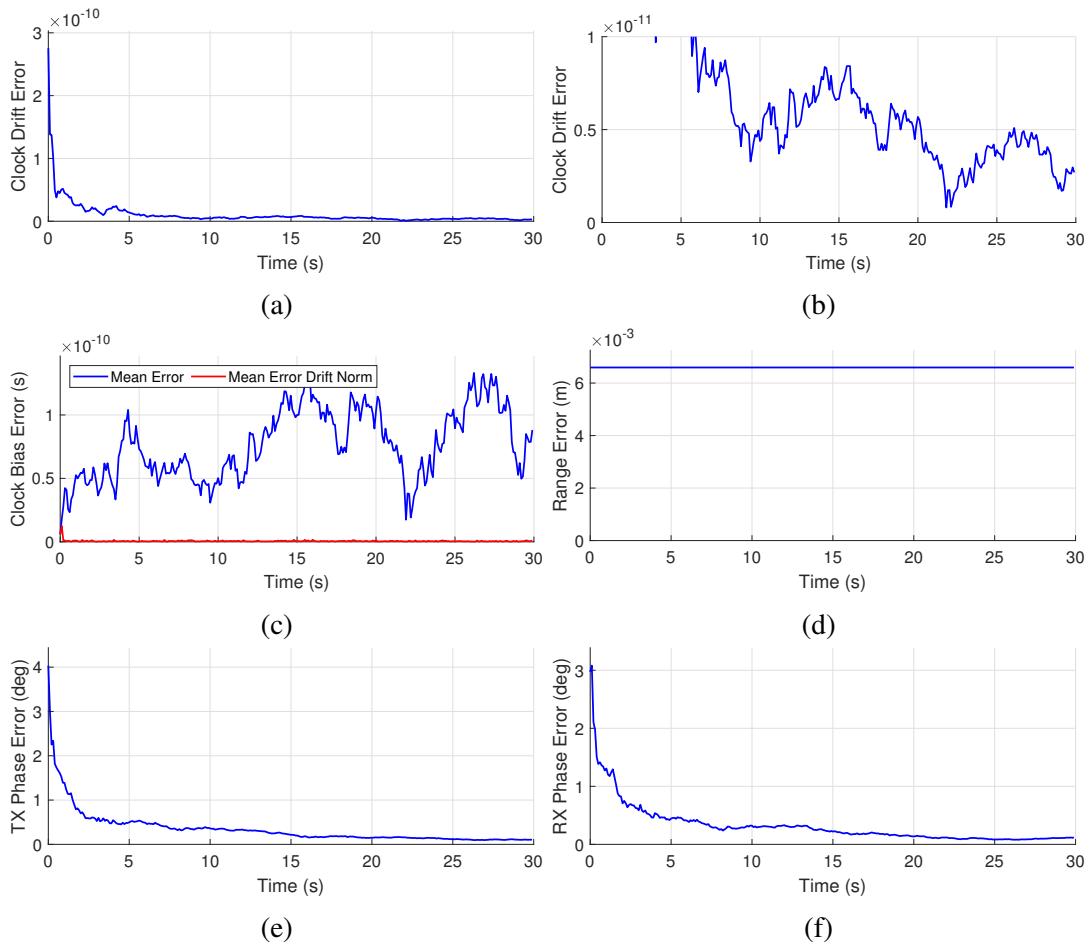 ×10⁻¹⁰
3
2
1
0
Clock Drift Error
0 5 10 15 20 25 30
Time (s)
(a)
×10⁻¹¹
1
0.5
0
Clock Drift Error
0 5 10 15 20 25 30
Time (s)
(b)
×10⁻¹⁰
Mean Error Mean Error Drift Norm
1
0.5
0
Clock Bias Error (s)
0 5 10 15 20 25 30
Time (s)
(c)
×10⁻³
6
4
2
0
Range Error (m)
0 5 10 15 20 25 30
Time (s)
(d)
4
3
2
1
0
TX Phase Error (deg)
0 5 10 15 20 25 30
Time (s)
(e)
3
2
1
0
RX Phase Error (deg)
0 5 10 15 20 25 30
Time (s)
(f)